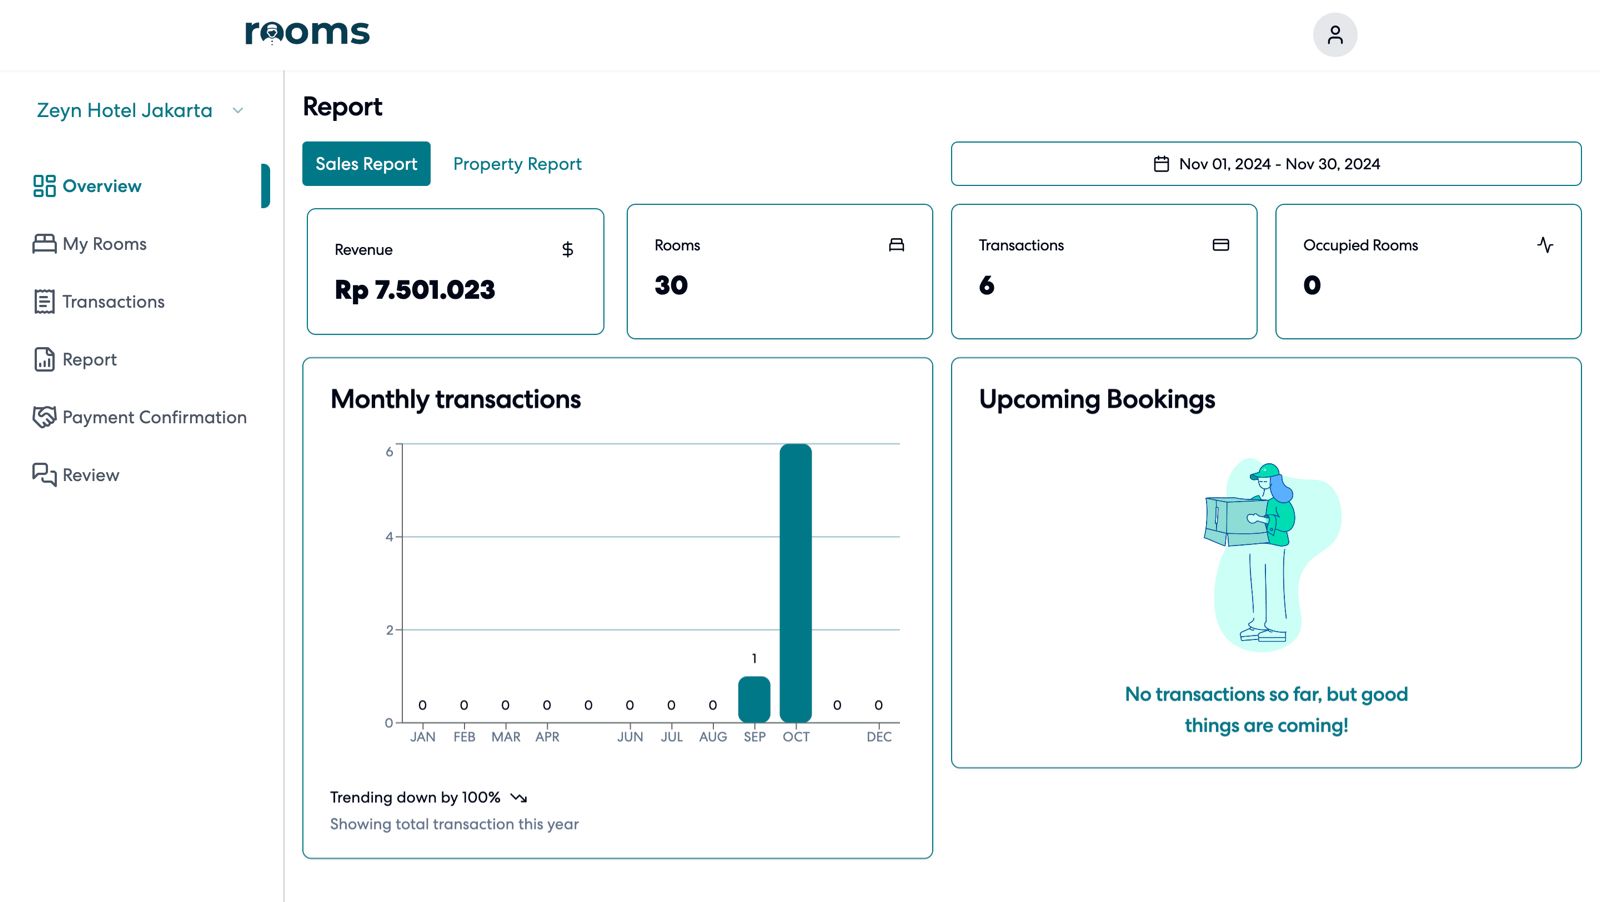 rooms
Zeyn Hotel Jakarta
Overview
My Rooms
Transactions
Report
Payment Confirmation
Review
Report
Sales Report
Property Report
Nov 01, 2024 - Nov 30, 2024
Revenue
$
Rp 7.501.023
Rooms
30
Transactions
6
Occupied Rooms
0
Monthly transactions
6
4
2
0
0 0 0 0 0 0 0 0 1 0 0
JAN FEB MAR APR JUN JUL AUG SEP OCT DEC
Trending down by 100%
Showing total transaction this year
Upcoming Bookings
No transactions so far, but good
things are coming!